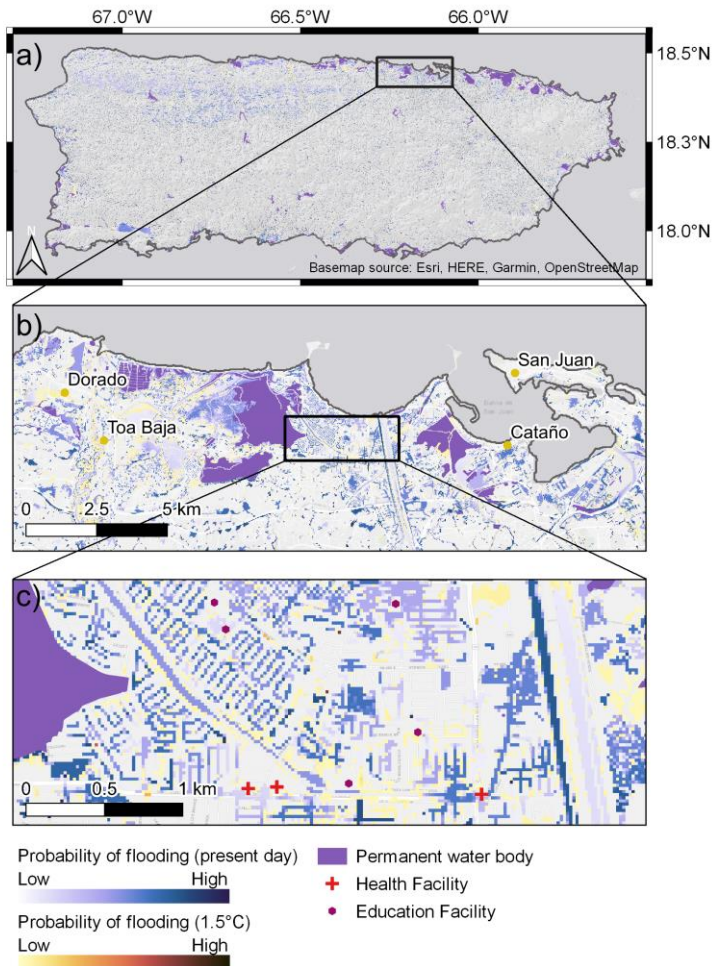 67.0°W 66.5°W 66.0°W
a)
18.5°N
18.3°N
18.0°N
N
Basemap source: Esri, HERE, Garmin, OpenStreetMap
b)
San Juan
Dorado
Toa Baja
Cataño
0 2.5 5 km
c)
0 0.5 1 km
Probability of flooding (present day)
Low High
Probability of flooding (1.5°C)
Low High
Permanent water body
Health Facility
Education Facility